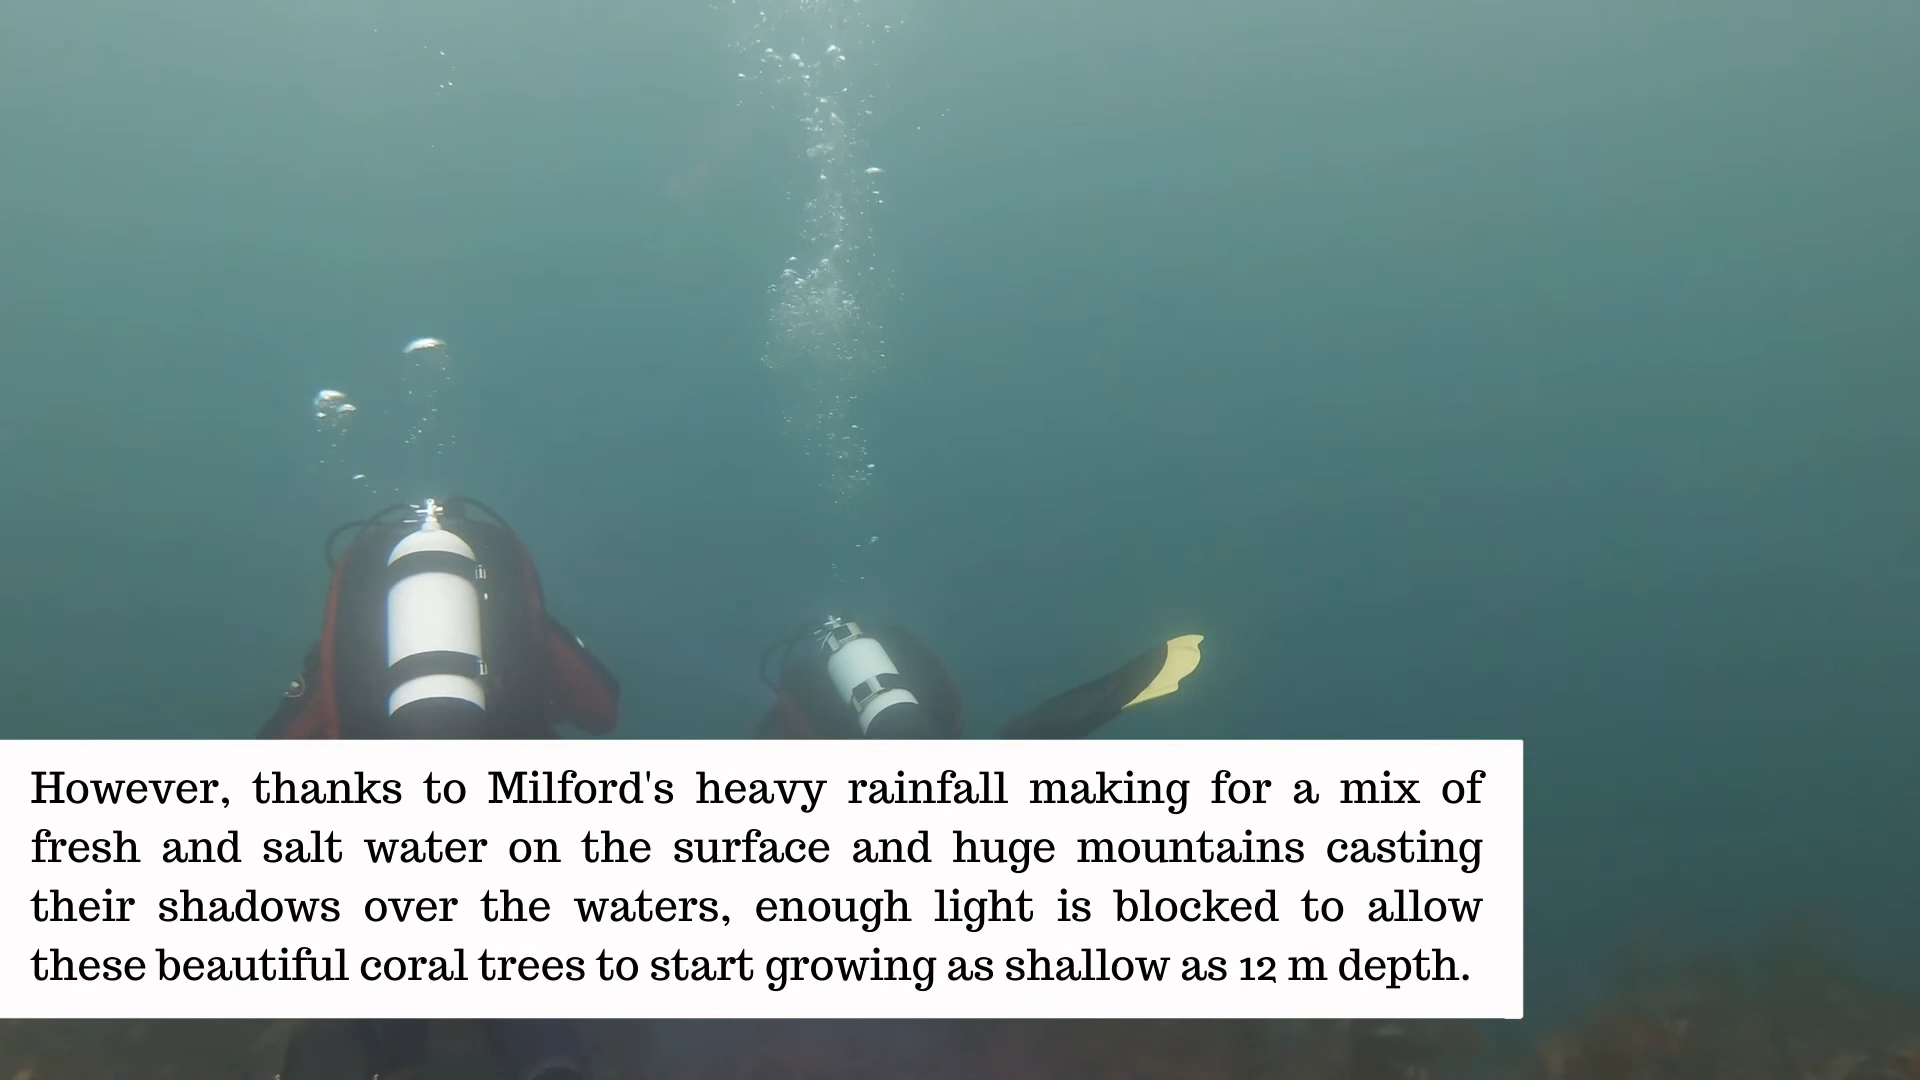 However, thanks to Milford's heavy rainfall making for a mix of
fresh and salt water on the surface and huge mountains casting
their shadows over the waters, enough light is blocked to allow
these beautiful coral trees to start growing as shallow as 12 m depth.